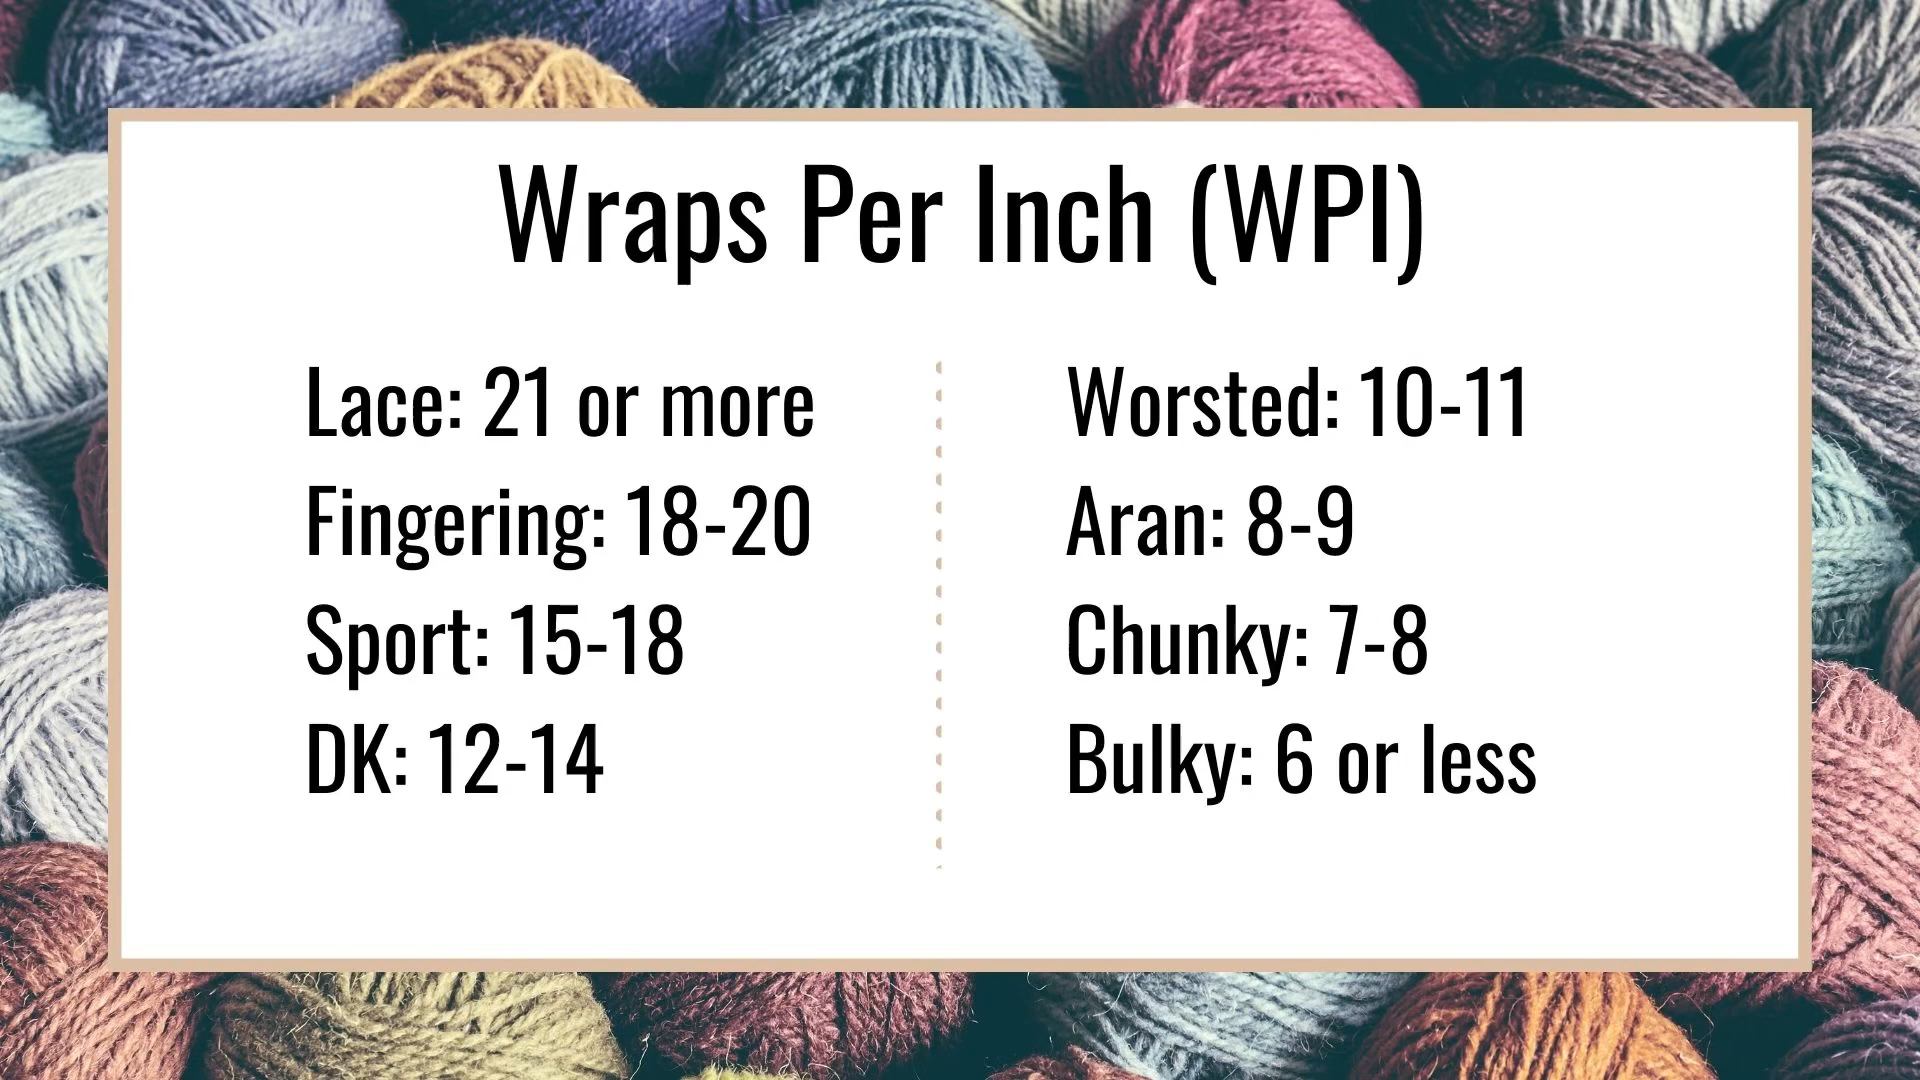 Wraps Per Inch (WPI)
Lace: 21 or more
Fingering: 18-20
Sport: 15-18
DK: 12-14
Worsted: 10-11
Aran: 8-9
Chunky: 7-8
Bulky: 6 or less